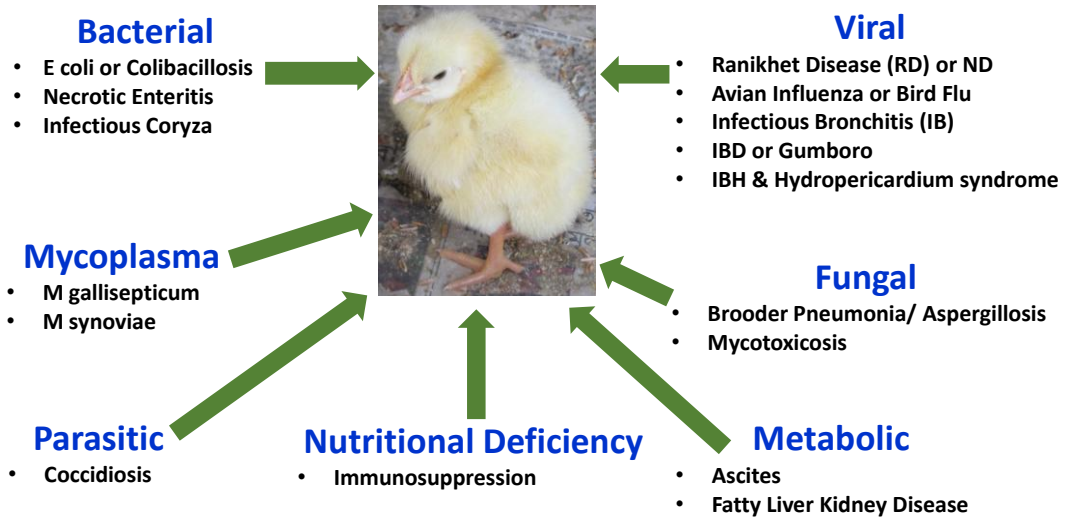 Bacterial
• E coli or Colibacillosis
• Necrotic Enteritis
• Infectious Coryza
Viral
• Ranikhet Disease (RD) or ND
• Avian Influenza or Bird Flu
• Infectious Bronchitis (IB)
• IBD or Gumboro
• IBH & Hydropericardium syndrome
Mycoplasma
• M gallisepticum
• M synoviae
Fungal
• Brooder Pneumonia/ Aspergillosis
• Mycotoxicosis
Parasitic
• Coccidiosis
Nutritional Deficiency
• Immunosuppression
Metabolic
• Ascites
• Fatty Liver Kidney Disease